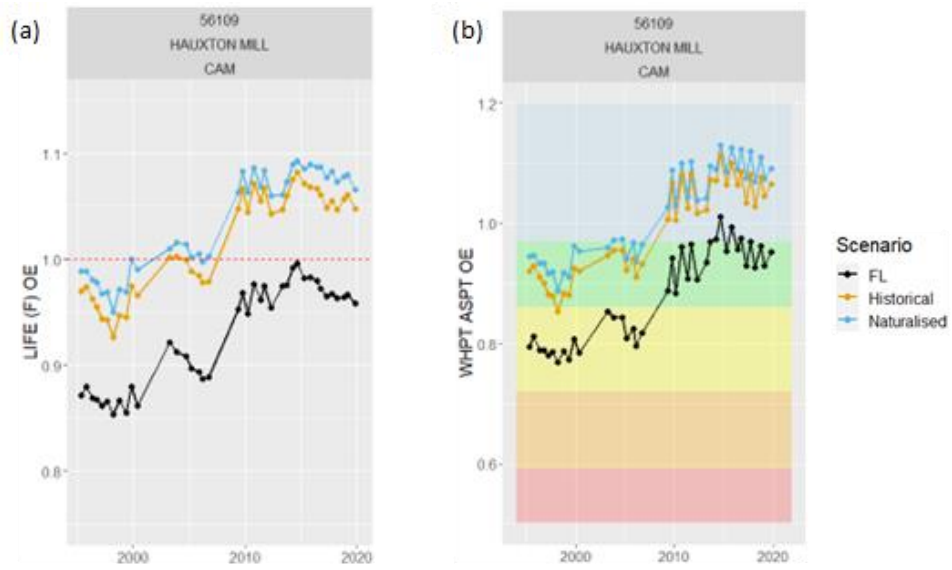 (a)
56109
HAUXTON MILL
CAM
LIFE (F) OE
1.1
1.0
0.9
0.8
2000
2010
2020
(b)
56109
HAUXTON MILL
CAM
WHPT ASPT OE
1.2
1.0
0.8
0.6
2000
2010
2020
Scenario
FL
Historical
Naturalised